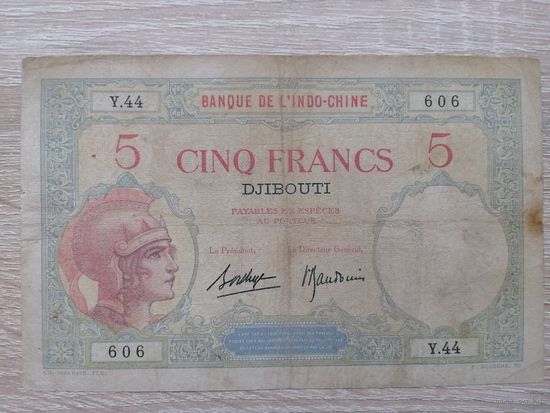 Y.44 BANQUE DE L'INDO-CHINE 606
5 CINQ FRANCS 5
DJIBOUTI
PAYABLES EN ESPÈCES
AU PORTEUR
Le Président, Le Directeur Général,
606 Y.44